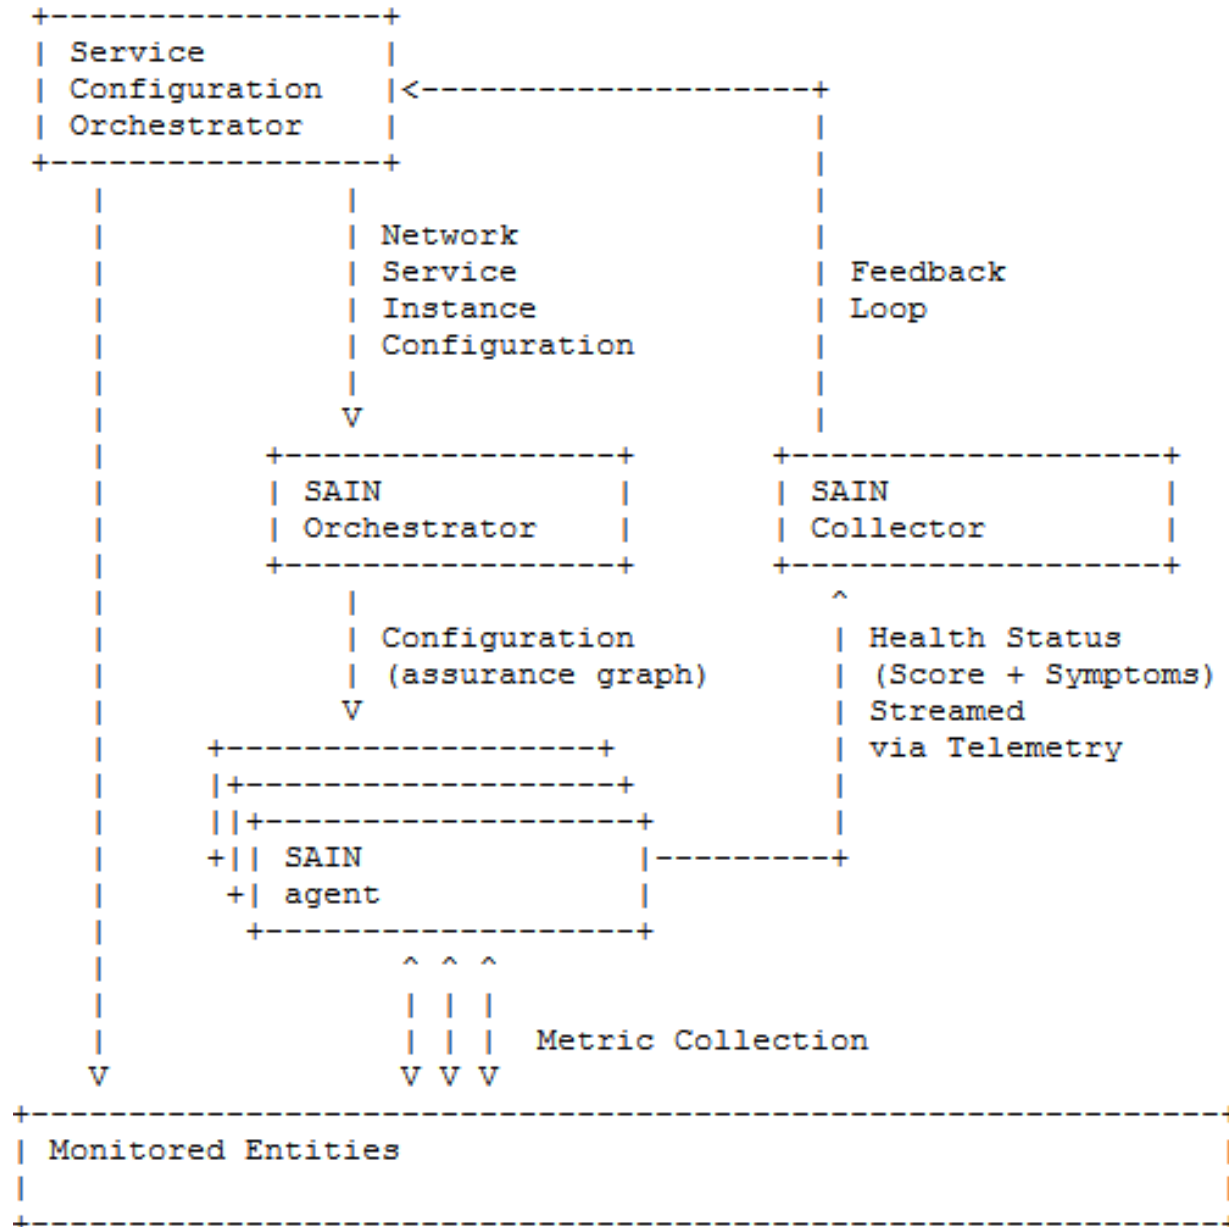 Service
Configuration
Orchestrator
Network
Service
Instance
Configuration
Feedback
Loop
SAIN
Orchestrator
SAIN
Collector
Configuration
(assurance graph)
Health Status
(Score + Symptoms)
Streamed
via Telemetry
SAIN
agent
Metric Collection
Monitored Entities